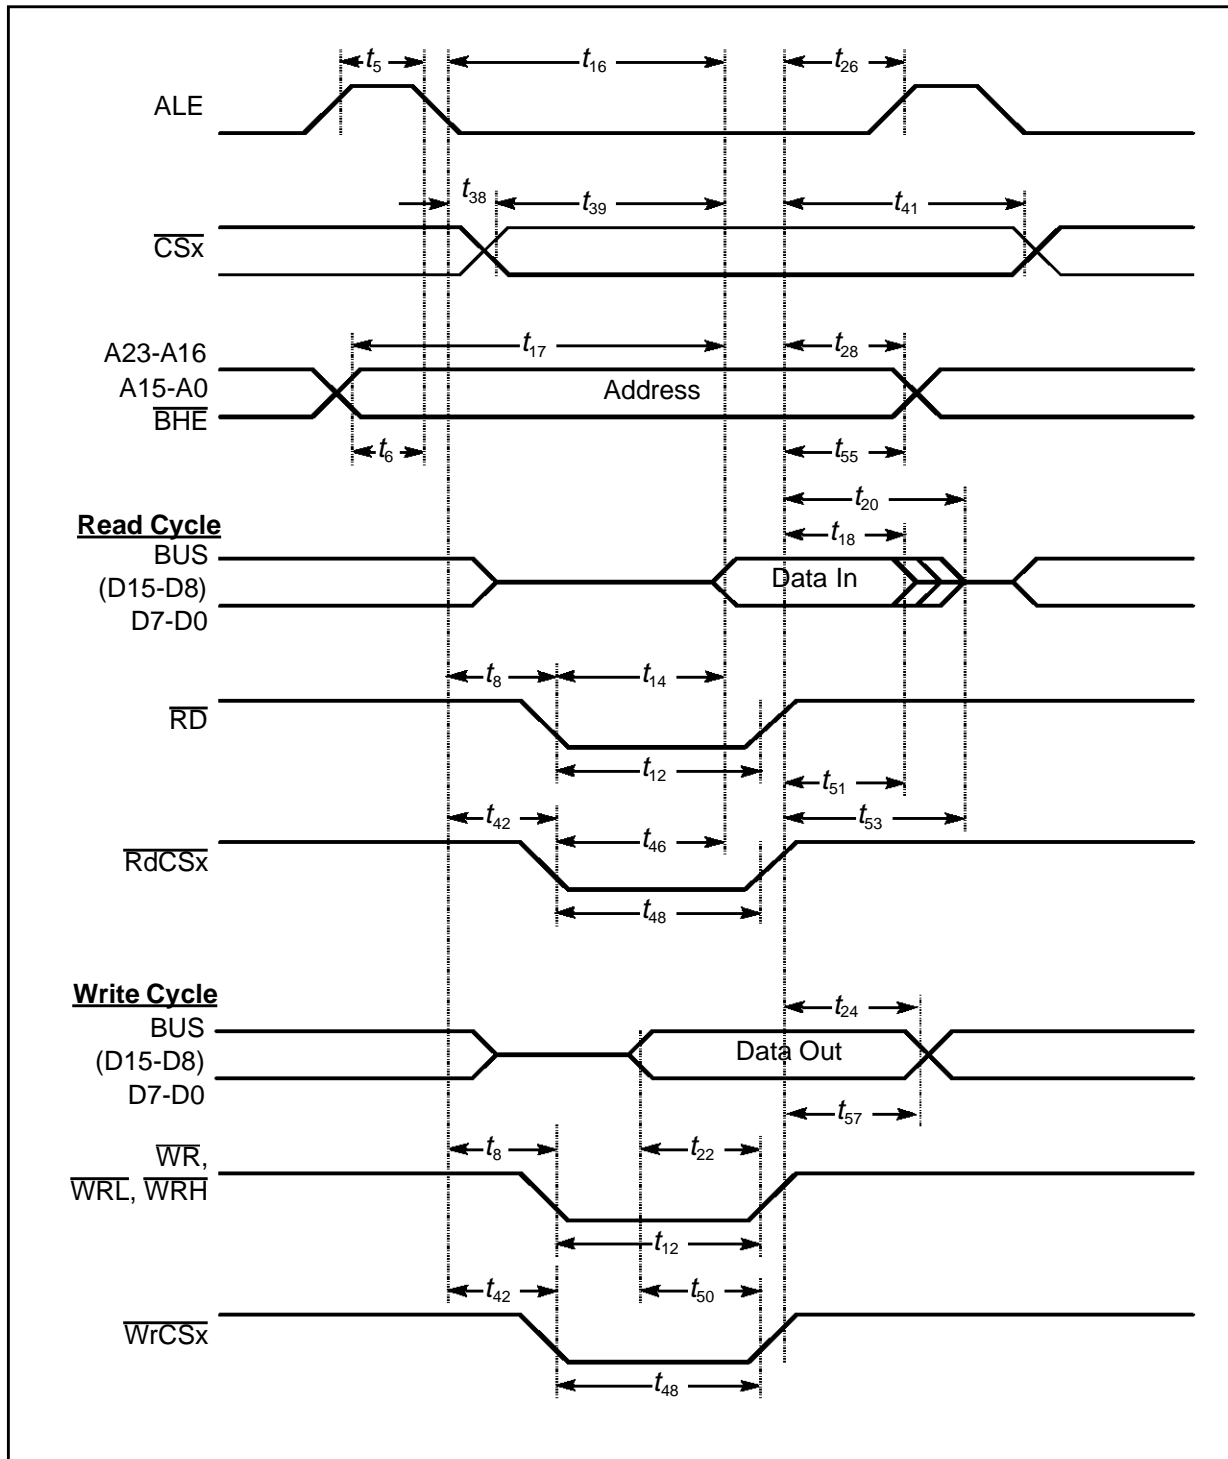 t5 t16 t26
ALE
t38 t39 t41
CSx
t17 t28
A23-A16
A15-A0 Address
BHE
t6 t55
t20
Read Cycle
t18
BUS
(D15-D8) Data In
D7-D0
t8 t14
RD
t12 t51
t42 t46 t53
RdCSx
t48
Write Cycle
t24
BUS
(D15-D8) Data Out
D7-D0
t57
t8 t22
WR,
WRL, WRH
t12
t42 t50
WrCSx
t48